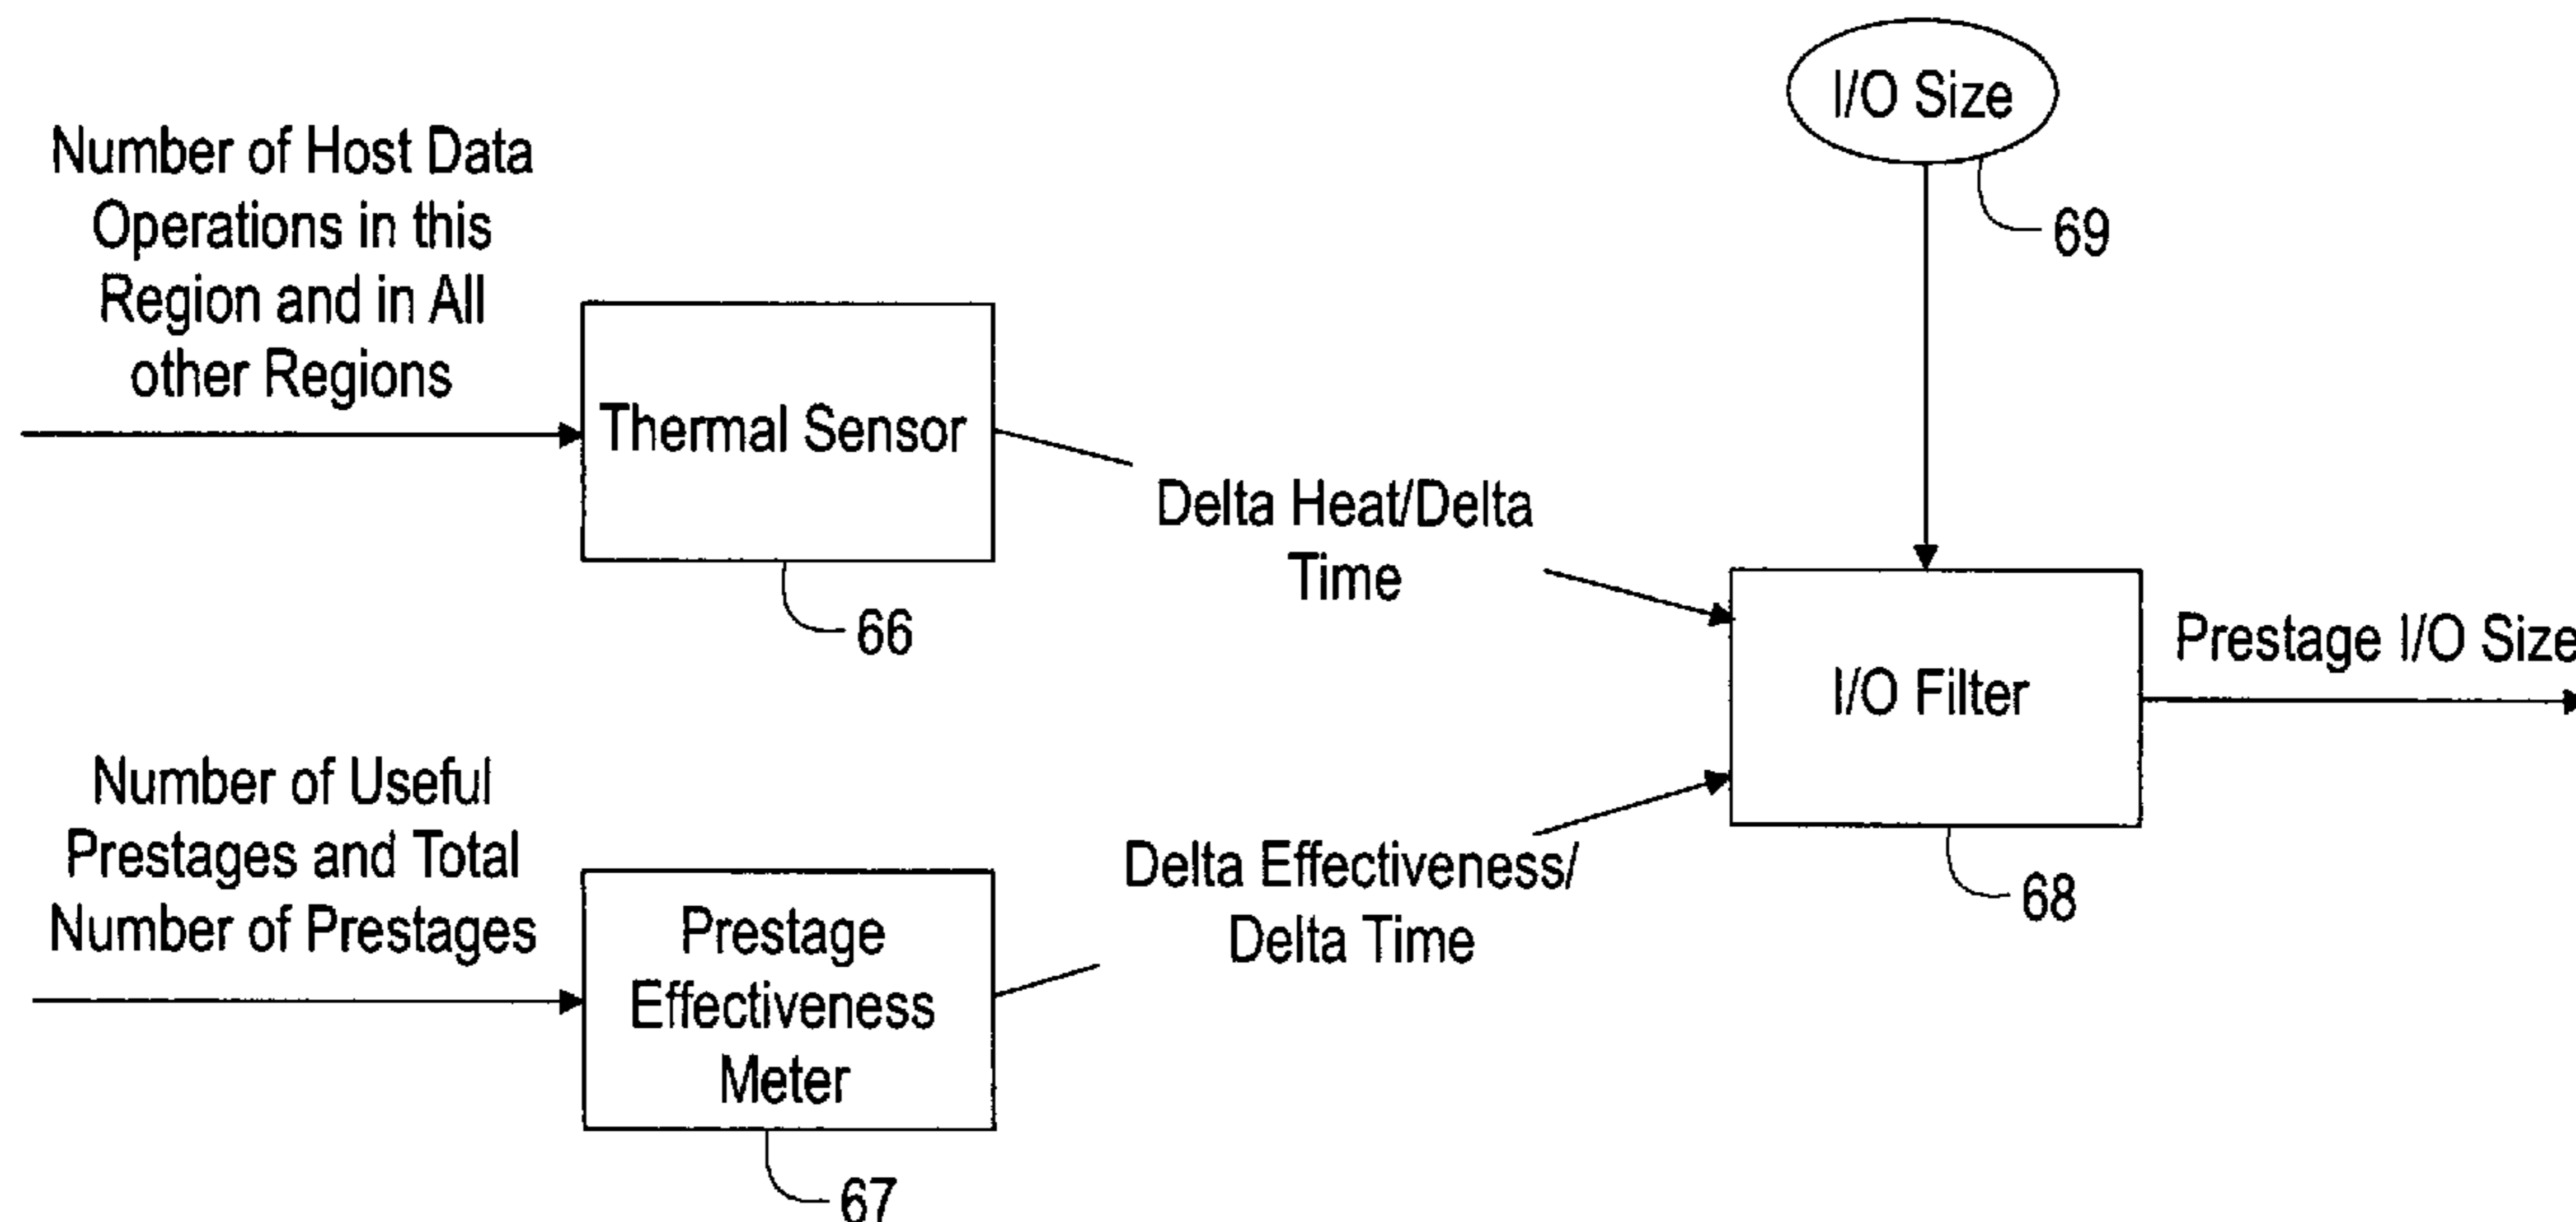 I/O Size
69
Number of Host Data
Operations in this
Region and in All
other Regions
Thermal Sensor
66
Delta Heat/Delta
Time
I/O Filter
68
Prestage I/O Size
Number of Useful
Prestages and Total
Number of Prestages
Prestage
Effectiveness
Meter
67
Delta Effectiveness/
Delta Time